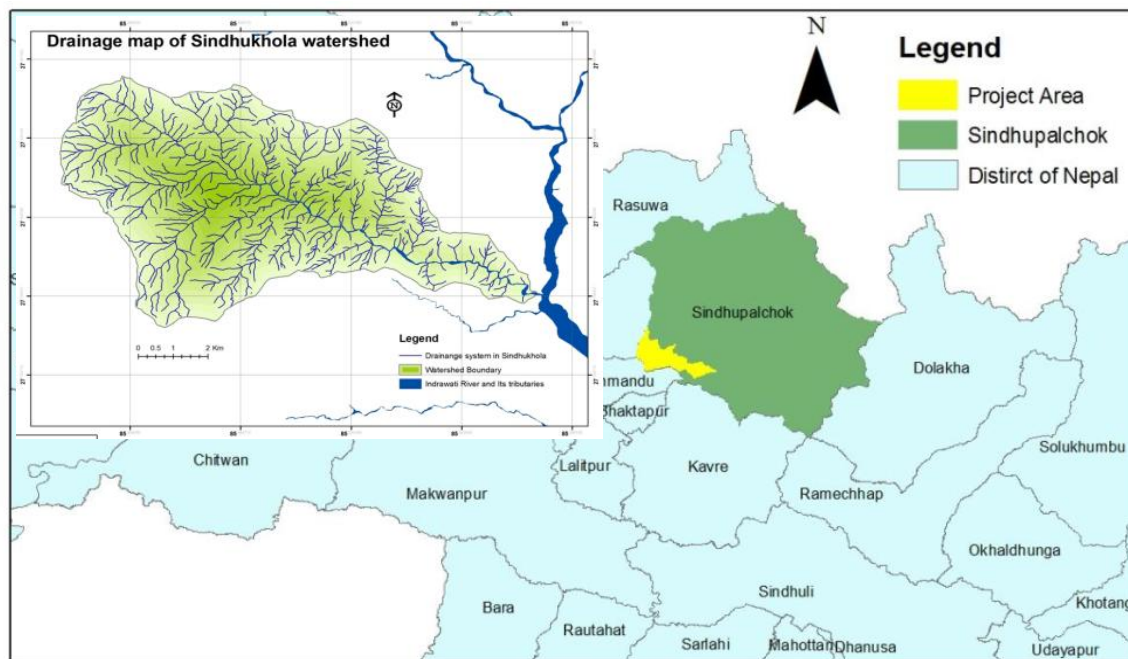 Drainage map of Sindhukhola watershed
N
Legend
Drainange system in Sindhukhola
Watershed Boundary
Indrawati River and Its tributaries
0 0.5 1 2 Km
N
Legend
Project Area
Sindhupalchok
Distirct of Nepal
Rasuwa
Sindhupalchok
Dolakha
mmandu
Bhaktapur
Solukhumbu
Chitwan
Lalitpur
Kavre
Makwanpur
Ramechhap
Okhaldhunga
Sindhuli
Khotang
Bara
Rautahat
Sarlahi
Mahottari
Dhanusa
Udayapur